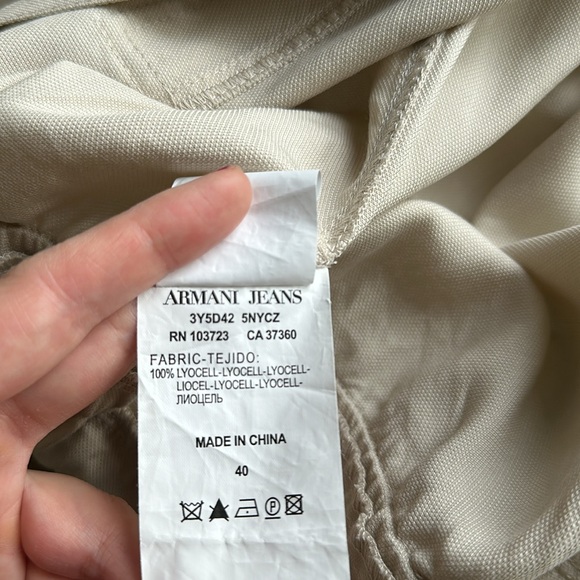 ARMANI JEANS
3Y5D42 5NYCZ
RN 103723 CA 37360
FABRIC-TEJIDO:
100% LYOCELL-LYOCELL-LYOCELL-
LIOCEL-LYOCELL-LYOCELL-
ЛИОЦЕЛЬ
MADE IN CHINA
40
P